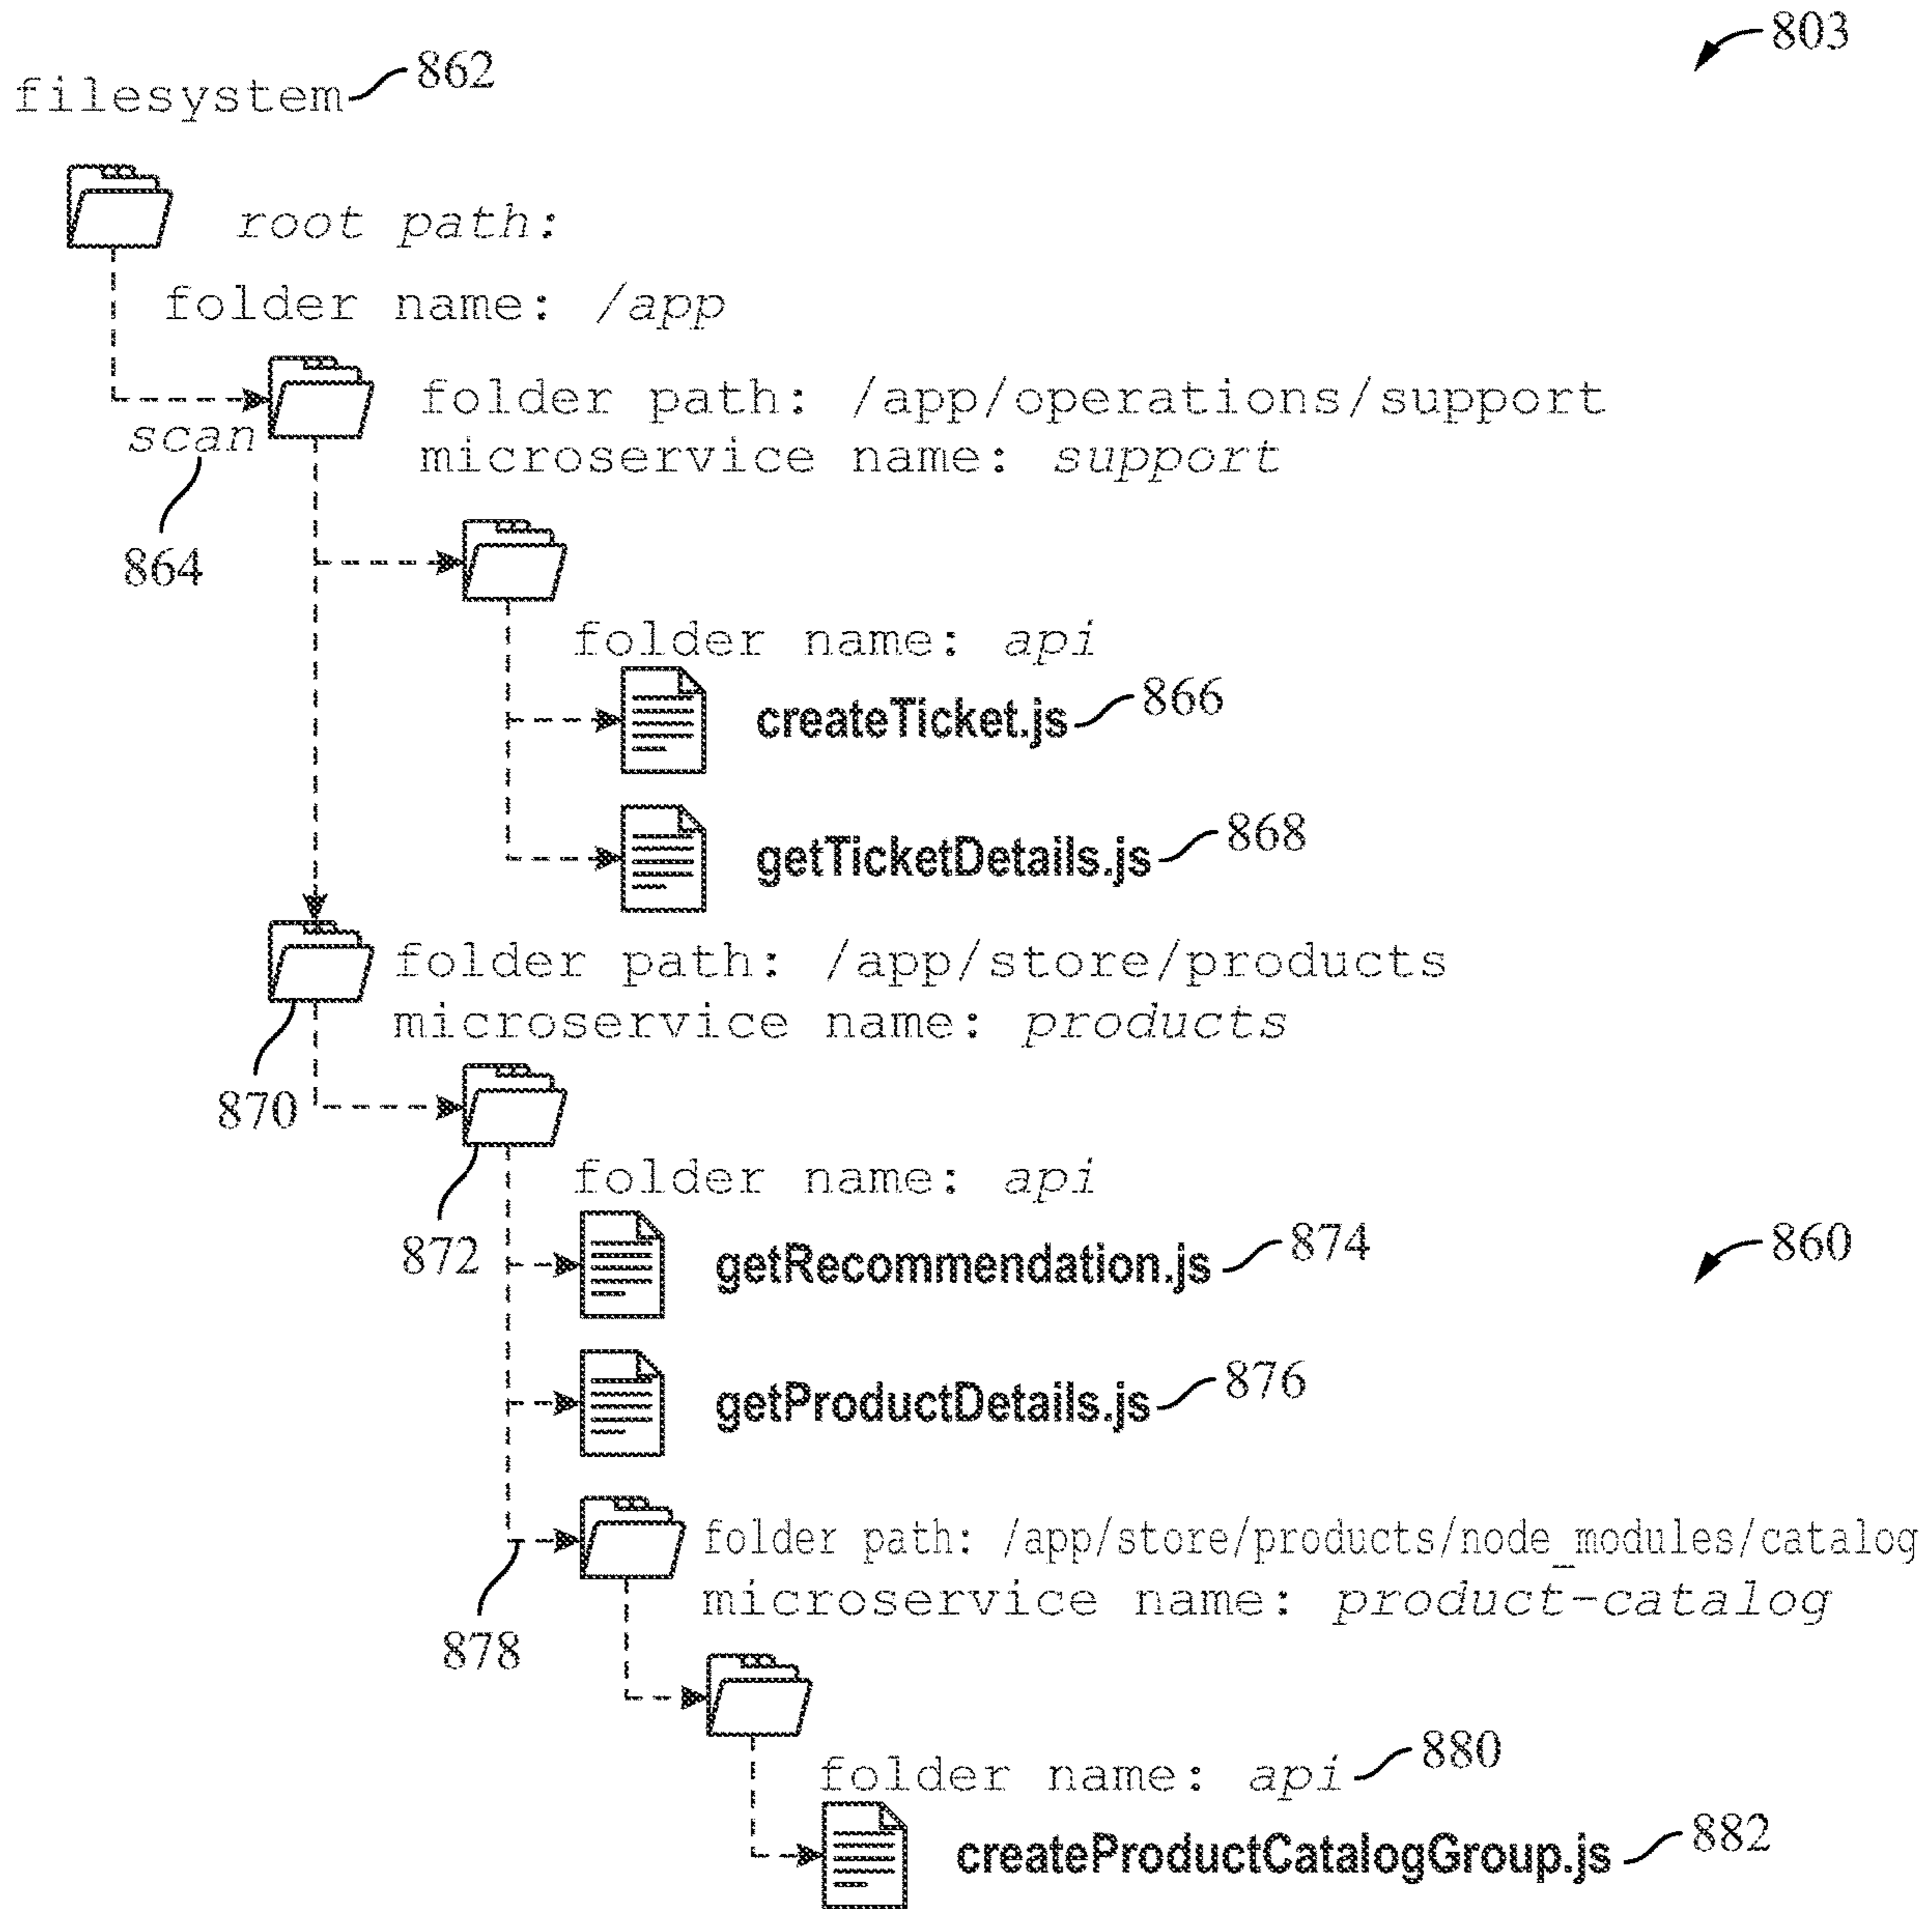 803
filesystem 862
root path:
folder name: /app
folder path: /app/operations/support
scan
microservice name: support
864
folder name: api
createTicket.js 866
getTicketDetails.js 868
folder path: /app/store/products
microservice name: products
870
folder name: api
872
getRecommendation.js 874
860
getProductDetails.js 876
folder path: /app/store/products/node_modules/catalog
microservice name: product-catalog
878
folder name: api 880
createProductCatalogGroup.js 882